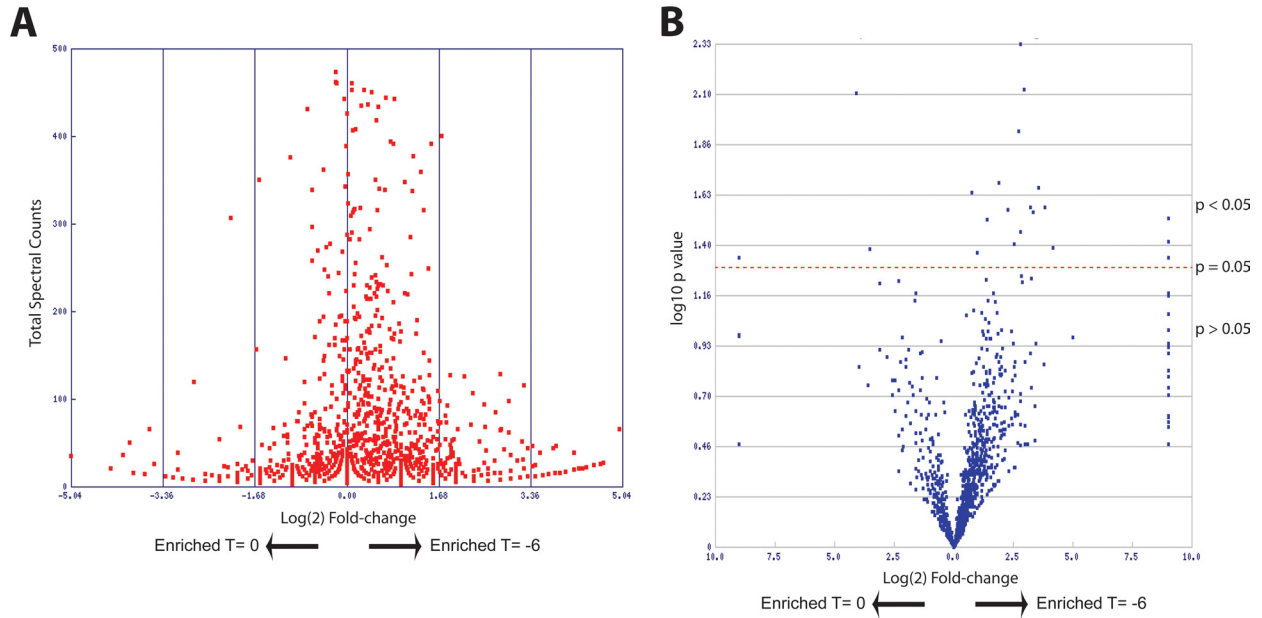 A
500
400
300
200
100
0
Total Spectral Counts
-5.04 -3.36 -1.68 0.00 1.68 3.36 5.04
Log(2) Fold-change
Enriched T= 0 Enriched T= -6
B
2.33
2.10
1.86
1.63
1.40
1.16
0.93
0.70
0.46
0.23
0
log10 p value
p < 0.05
p = 0.05
p > 0.05
10.0 7.5 5.0 2.5 0.0 2.5 5.0 7.5 10.0
Log(2) Fold-change
Enriched T= 0 Enriched T= -6